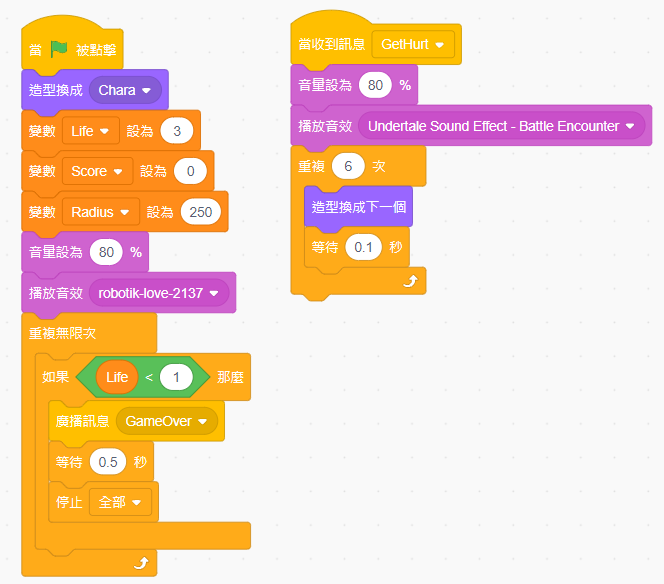 當 被點擊
造型換成 Chara
變數 Life 設為 3
變數 Score 設為 0
變數 Radius 設為 250
音量設為 80 %
播放音效 robotik-love-2137
重複無限次
如果 Life < 1 那麼
廣播訊息 GameOver
等待 0.5 秒
停止 全部
當收到訊息 GetHurt
音量設為 80 %
播放音效 Undertale Sound Effect - Battle Encounter
重複 6 次
造型換成下一個
等待 0.1 秒